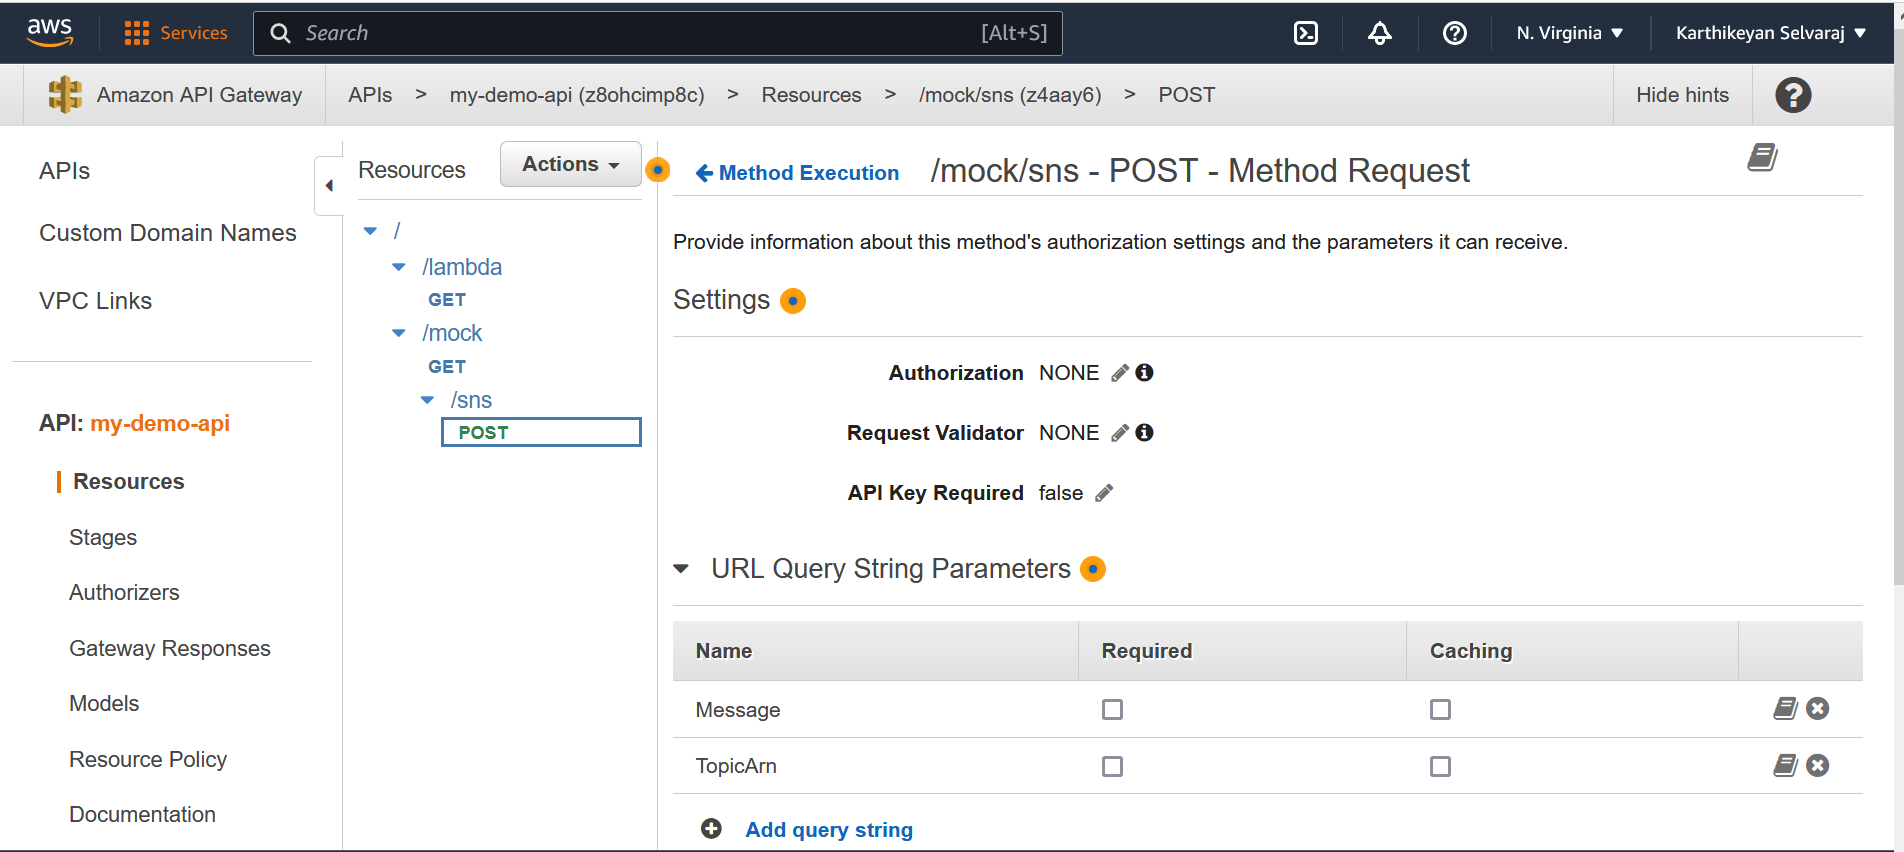 aws Services Search [Alt+S] N. Virginia ▼ Karthikeyan Selvaraj ▼
Amazon API Gateway APIs > my-demo-api (z8ohcimp8c) > Resources > /mock/sns (z4aay6) > POST Hide hints ?
APIs
Custom Domain Names
VPC Links
API: my-demo-api
Resources
Stages
Authorizers
Gateway Responses
Models
Resource Policy
Documentation
Resources Actions
/
/lambda
GET
/mock
GET
/sns
POST
Method Execution /mock/sns - POST - Method Request
Provide information about this method's authorization settings and the parameters it can receive.
Settings
Authorization NONE
Request Validator NONE
API Key Required false
URL Query String Parameters
Name Required Caching
Message
TopicArn
Add query string